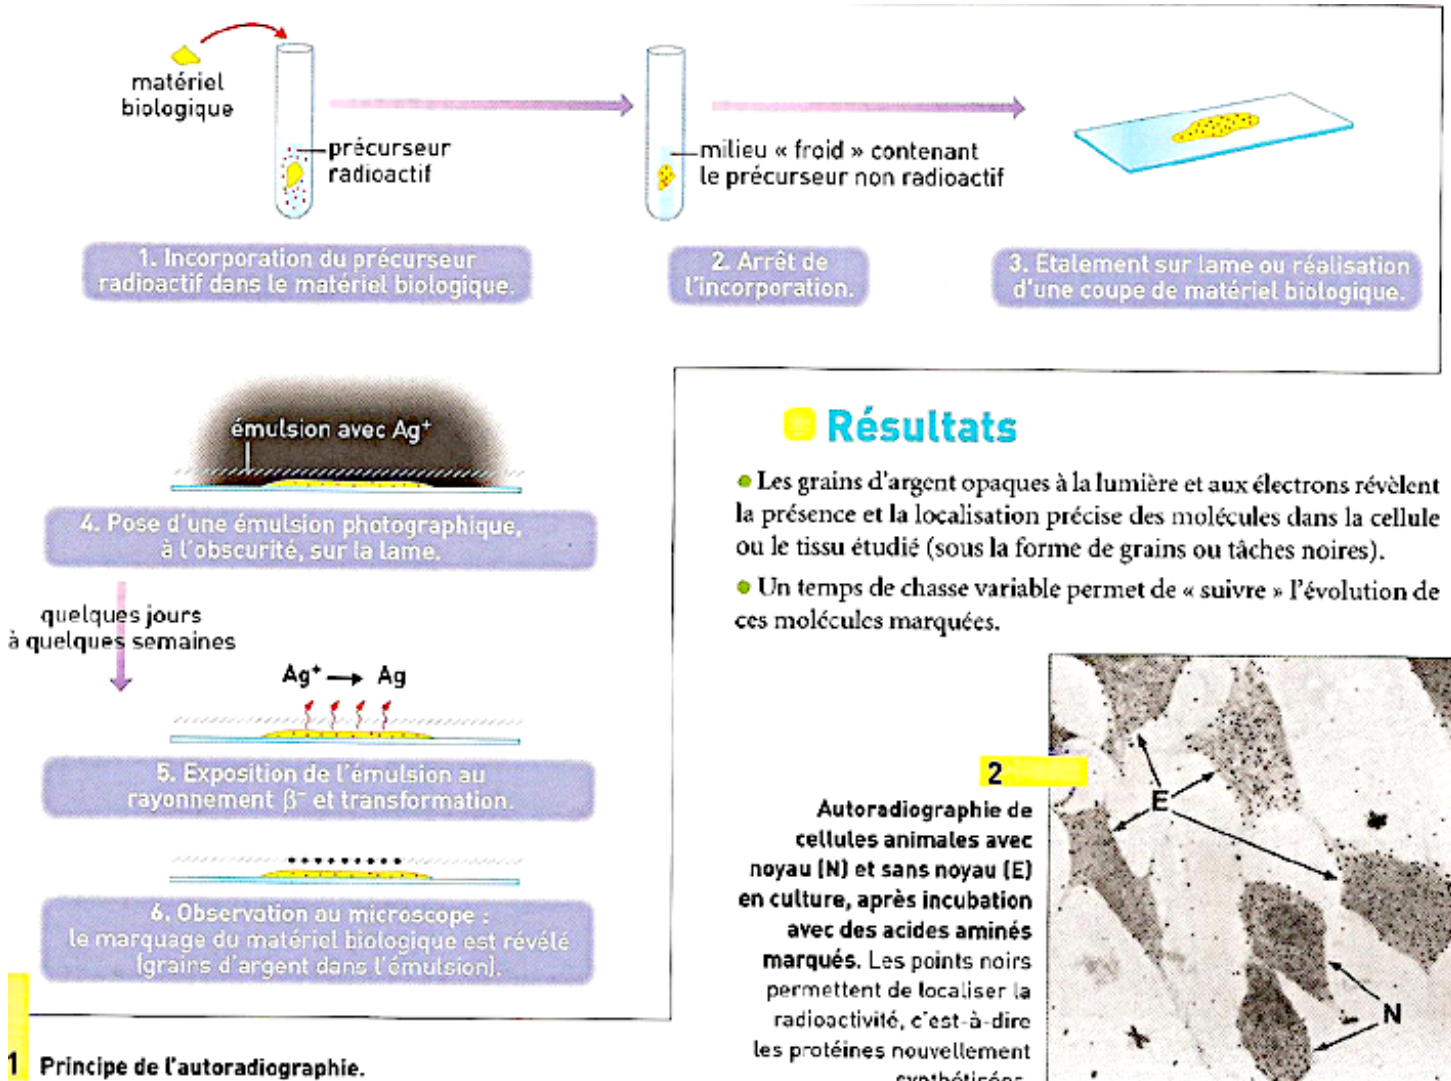 matériel
biologique
précurseur
radioactif
milieu « froid » contenant
le précurseur non radioactif
1. Incorporation du précurseur
radioactif dans le matériel biologique.
2. Arrêt de
l'incorporation.
3. Etalement sur lame ou réalisation
d'une coupe de matériel biologique.
émulsion avec Ag⁺
4. Pose d'une émulsion photographique,
à l'obscurité, sur la lame.
quelques jours
à quelques semaines
Ag⁺ → Ag
5. Exposition de l'émulsion au
rayonnement β⁻ et transformation.
6. Observation au microscope :
le marquage du matériel biologique est révélé
(grains d'argent dans l'émulsion).
1 Principe de l'autoradiographie.
Résultats
• Les grains d'argent opaques à la lumière et aux électrons révèlent
la présence et la localisation précise des molécules dans la cellule
ou le tissu étudié (sous la forme de grains ou tâches noires).
• Un temps de chasse variable permet de « suivre » l'évolution de
ces molécules marquées.
2
Autoradiographie de
cellules animales avec
noyau (N) et sans noyau (E)
en culture, après incubation
avec des acides aminés
marqués. Les points noirs
permettent de localiser la
radioactivité, c'est-à-dire
les protéines nouvellement
synthétisées.
E
N